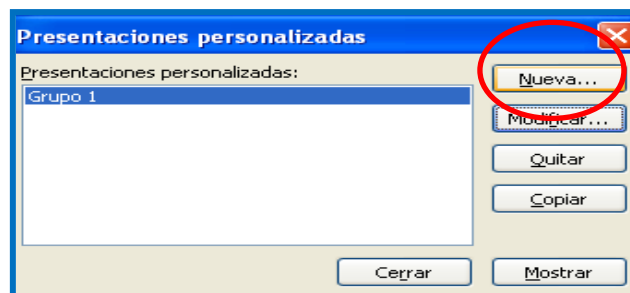 Presentaciones personalizadas
Presentaciones personalizadas:
Grupo 1
Nueva...
Modificar...
Quitar
Copiar
Cerrar
Mostrar